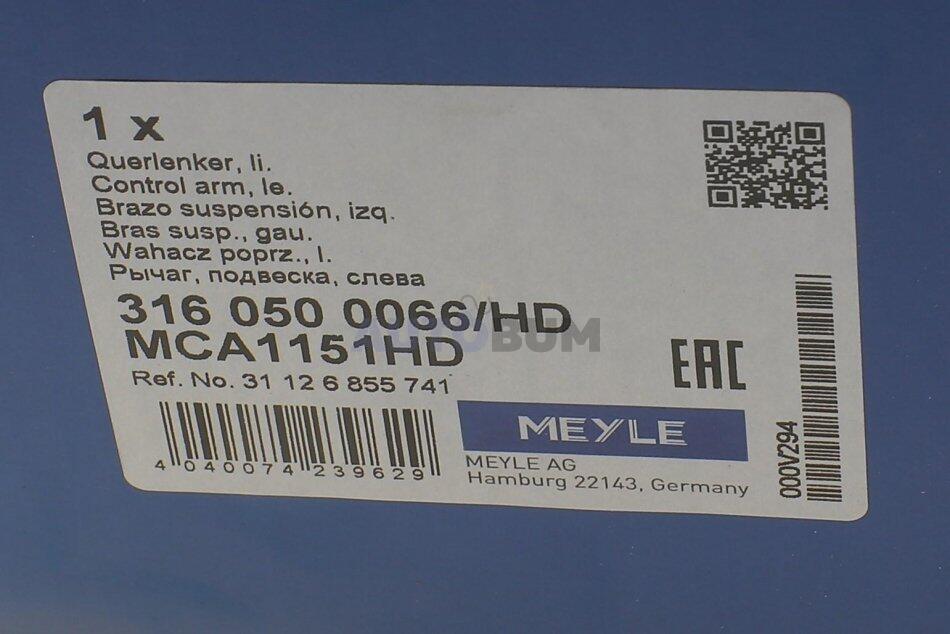 1 x
Querlenker, li.
Control arm, le.
Brazo suspensión, izq.
Bras susp., gau.
Wahacz poprz., l.
Рычаг, подвеска, слева
316 050 0066/HD
MCA1151HD
AUTOBUM
Ref. No. 31 12 6 855 741
EAC
4 040074 239629
MEYLE
MEYLE AG
Hamburg 22143, Germany
000V294